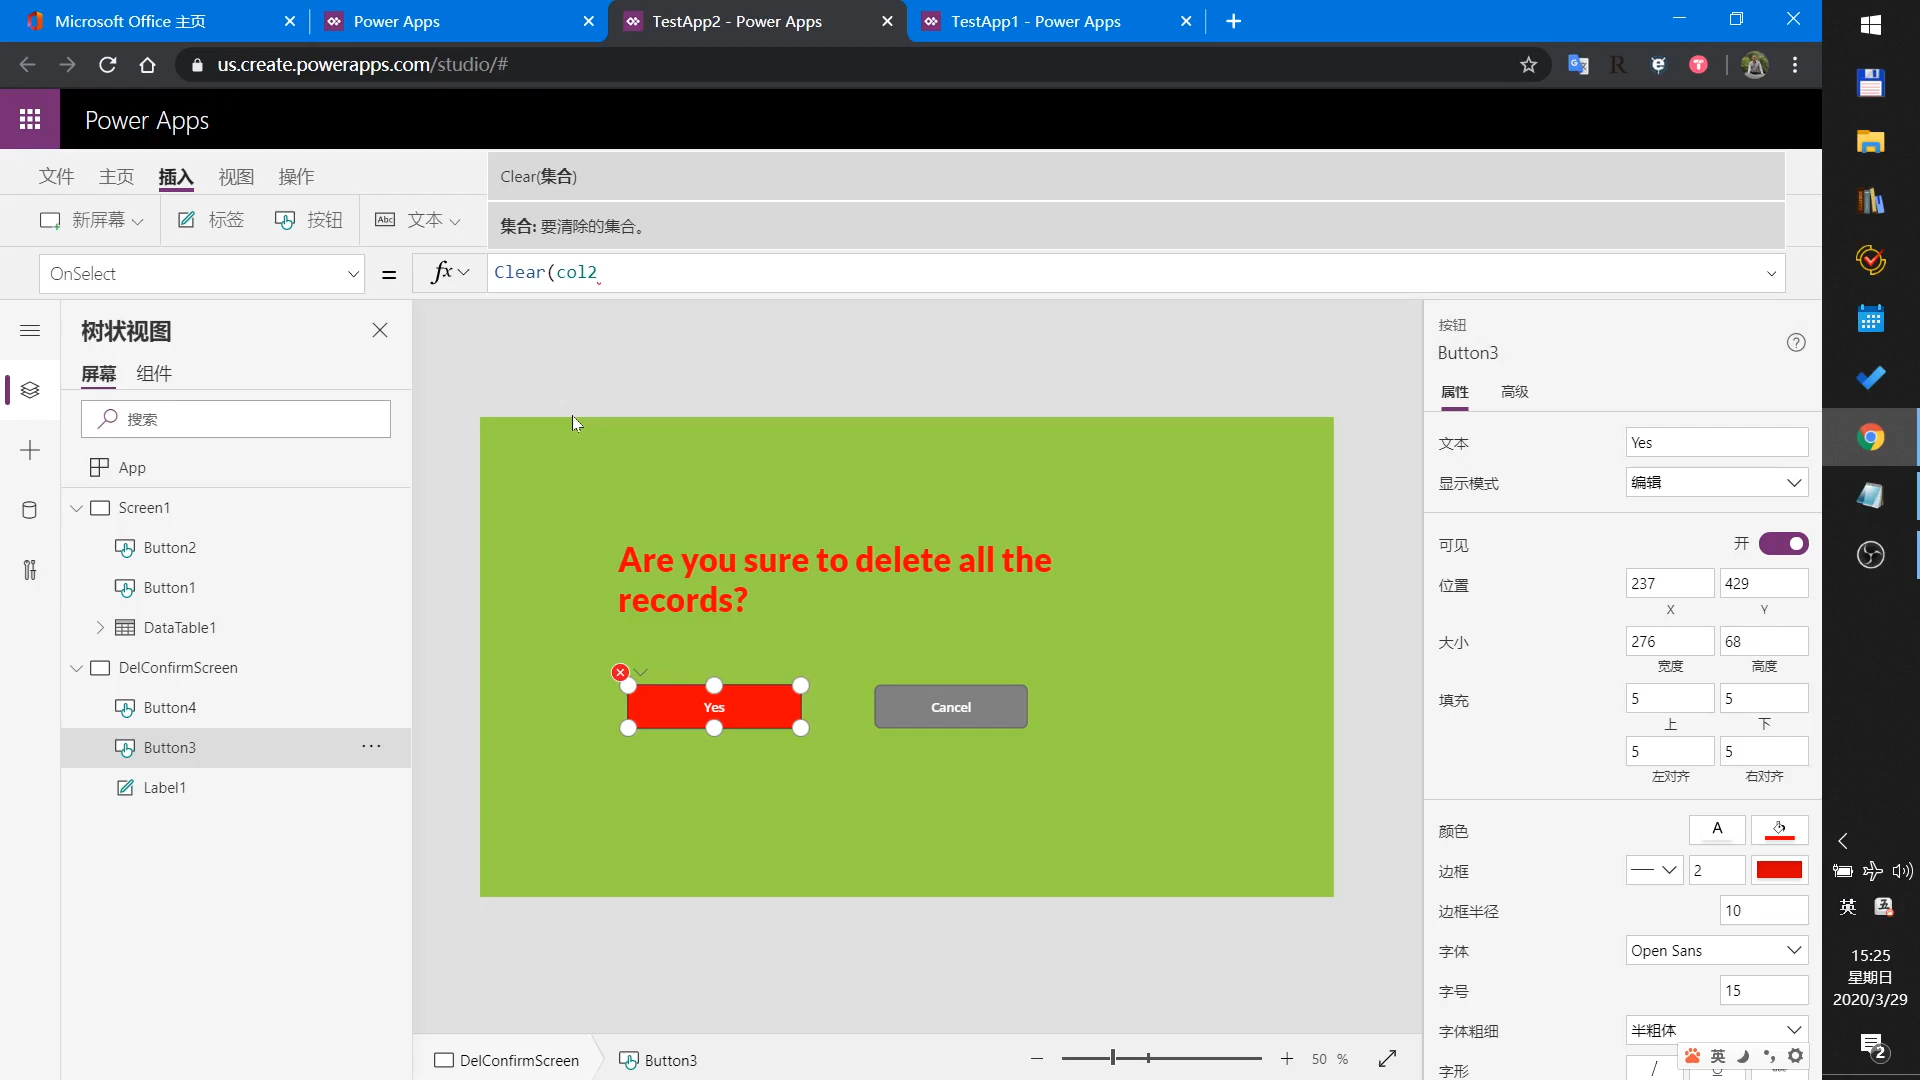 Microsoft Office 主页
Power Apps
TestApp2 - Power Apps
TestApp1 - Power Apps
us.create.powerapps.com/studio/#
Power Apps
文件 主页 插入 视图 操作
Clear(集合)
新屏幕 标签 按钮 Abc 文本
集合: 要清除的集合。
OnSelect = fx Clear(col2
树状视图
屏幕 组件
搜索
App
Screen1
Button2
Button1
DataTable1
DelConfirmScreen
Button4
Button3 ...
Label1
Are you sure to delete all the
records?
Yes
Cancel
DelConfirmScreen Button3
50 %
按钮
Button3
属性 高级
文本 Yes
显示模式 编辑
可见 开
位置 237 429
X Y
大小 276 68
宽度 高度
填充 5 5
上 下
5 5
左对齐 右对齐
颜色 A
边框 2
边框半径 10
字体 Open Sans
字号 15
字体粗细 半粗体
字形
英
英
15:25
星期日
2020/3/29
2